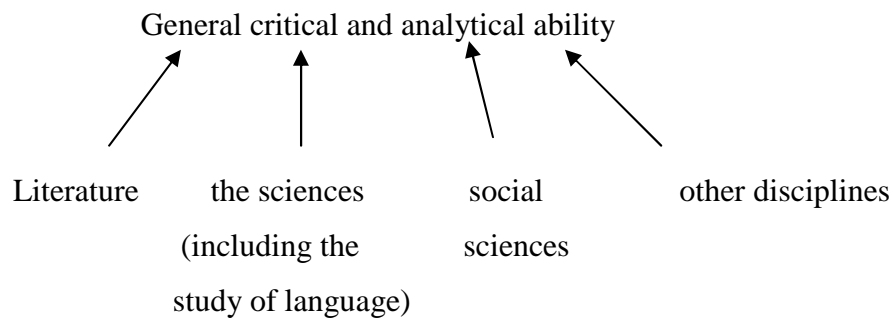 General critical and analytical ability
Literature the sciences social other disciplines
(including the sciences
study of language)